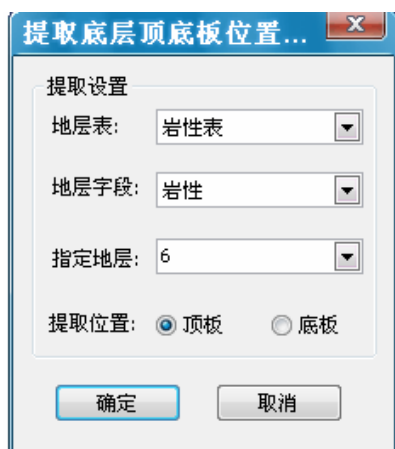 提取底层顶底板位置...
提取设置
地层表: 岩性表
地层字段: 岩性
指定地层: 6
提取位置: 顶板 底板
确定 取消